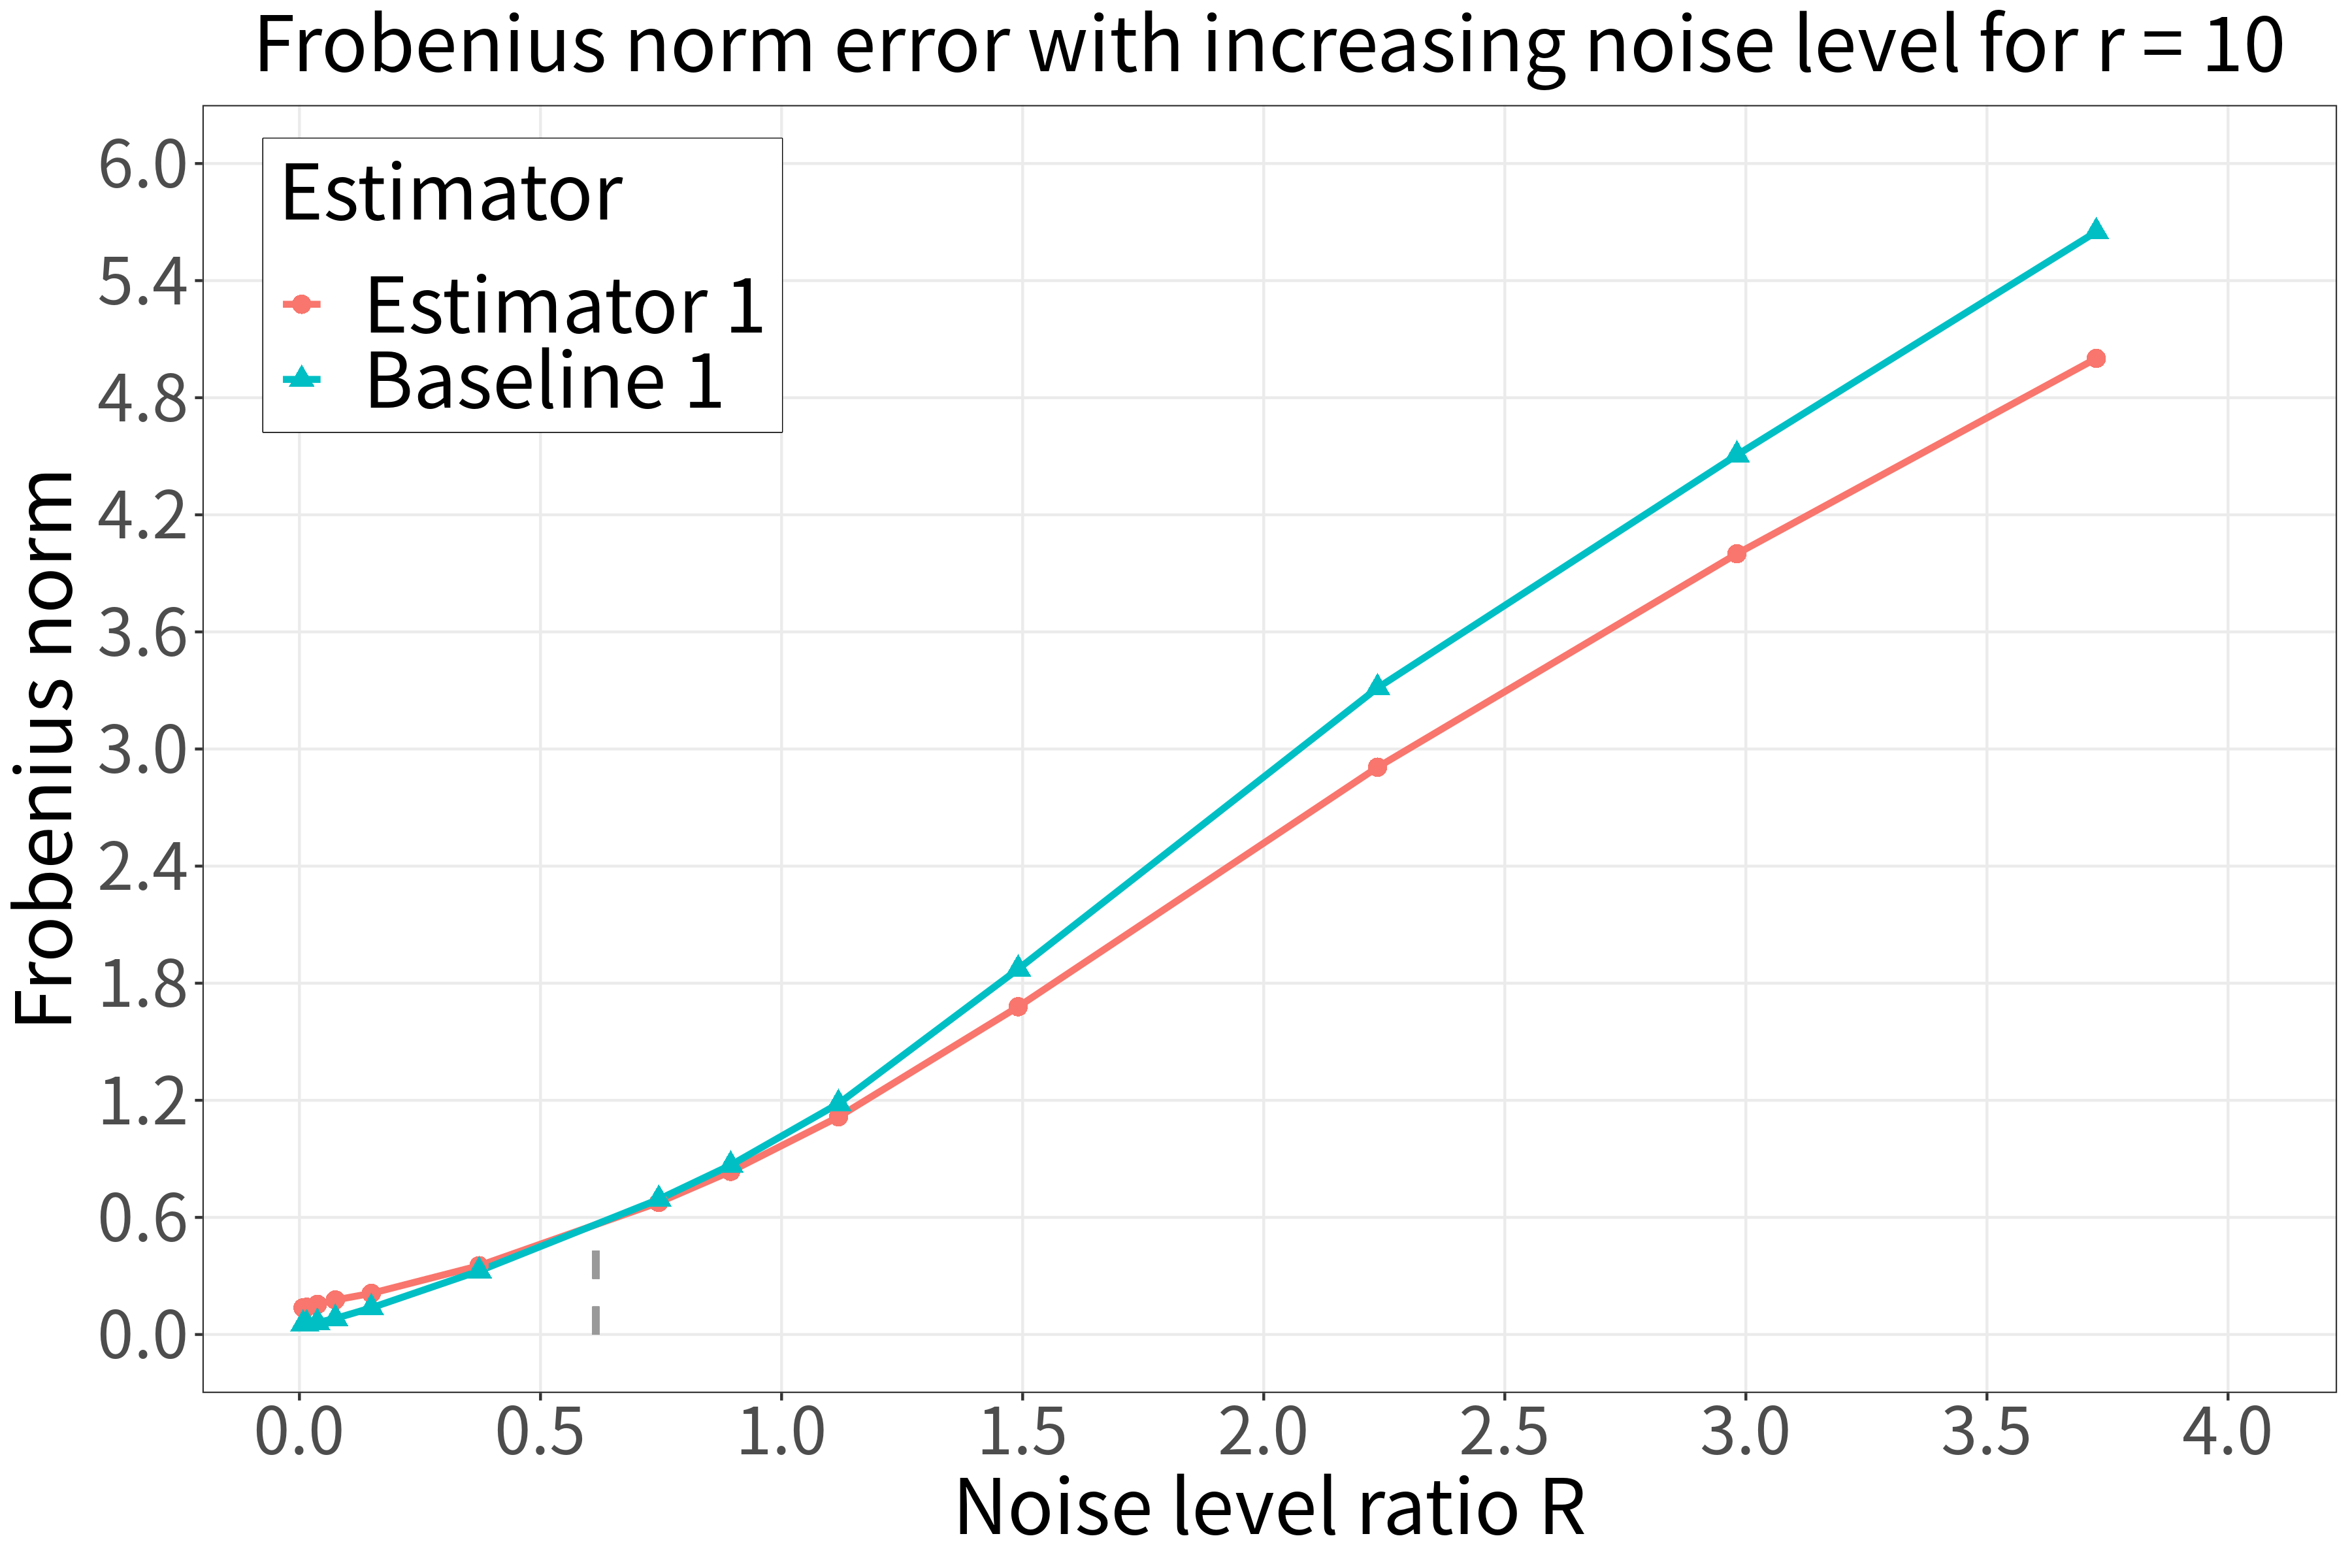 Frobenius norm error with increasing noise level for r = 10
Estimator
Estimator 1
Baseline 1
Frobenius norm
6.0
5.4
4.8
4.2
3.6
3.0
2.4
1.8
1.2
0.6
0.0
0.0 0.5 1.0 1.5 2.0 2.5 3.0 3.5 4.0
Noise level ratio R